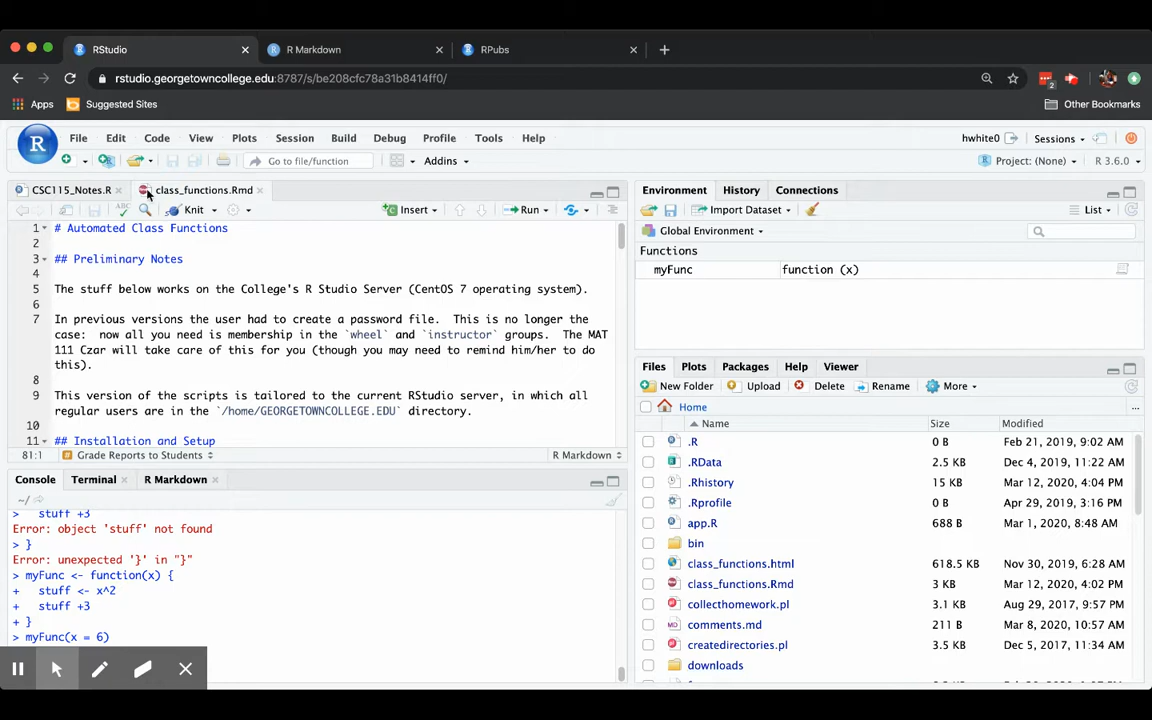 RStudio
R Markdown
RPubs
rstudio.georgetowncollege.edu:8787/s/be208cfc78a31b8414ff0/
2
Apps
Suggested Sites
Other Bookmarks
R
File Edit Code View Plots Session Build Debug Profile Tools Help
hwhite0
Sessions
Go to file/function
Addins
Project: (None)
R 3.6.0
CSC115_Notes.R
class_functions.Rmd
ABC
Knit
Insert
Run
1 # Automated Class Functions
2
3 ## Preliminary Notes
4
5 The stuff below works on the College's R Studio Server (CentOS 7 operating system).
6
7 In previous versions the user had to create a password file. This is no longer the
case: now all you need is membership in the `wheel` and `instructor` groups. The MAT
111 Czar will take care of this for you (though you may need to remind him/her to do
this).
8
9 This version of the scripts is tailored to the current RStudio server, in which all
regular users are in the `/home/GEORGETOWNCOLLEGE.EDU` directory.
10
11 ## Installation and Setup
81:1 Grade Reports to Students R Markdown
Console Terminal R Markdown
~/
> stuff +3
Error: object 'stuff' not found
> }
Error: unexpected '}' in "}"
> myFunc <- function(x) {
+ stuff <- x^2
+ stuff +3
+ }
> myFunc(x = 6)
Environment History Connections
Import Dataset
List
Global Environment
Functions
myFunc function (x)
Files Plots Packages Help Viewer
New Folder Upload Delete Rename More
Home
...
Name Size Modified
.R 0 B Feb 21, 2019, 9:02 AM
.RData 2.5 KB Dec 4, 2019, 11:22 AM
.Rhistory 15 KB Mar 12, 2020, 4:04 PM
.Rprofile 0 B Apr 29, 2019, 3:16 PM
app.R 688 B Mar 1, 2020, 8:48 AM
bin
class_functions.html 618.5 KB Nov 30, 2019, 6:28 AM
class_functions.Rmd 3 KB Mar 12, 2020, 4:02 PM
collecthomework.pl 3.1 KB Aug 29, 2017, 9:57 PM
comments.md 211 B Mar 8, 2020, 10:57 AM
createdirectories.pl 3.5 KB Dec 5, 2017, 11:34 AM
downloads